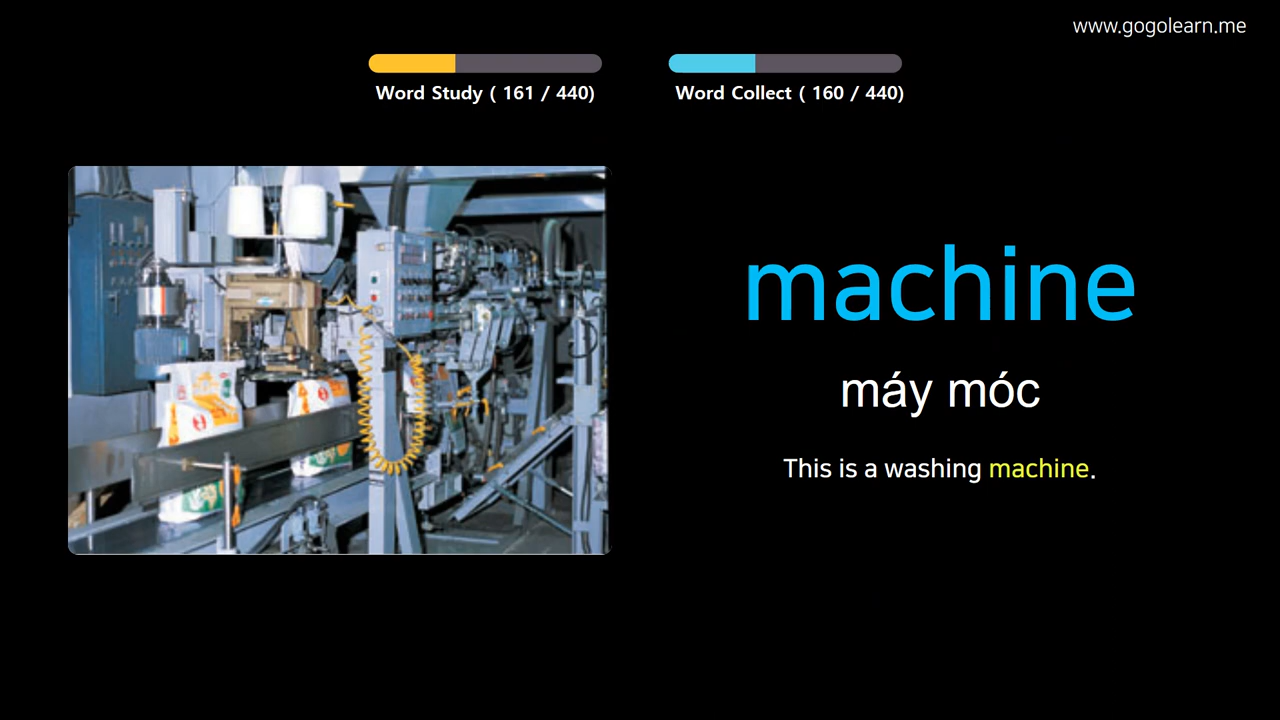 www.gogolearn.me
Word Study ( 161 / 440)
Word Collect ( 160 / 440)
machine
máy móc
This is a washing machine.